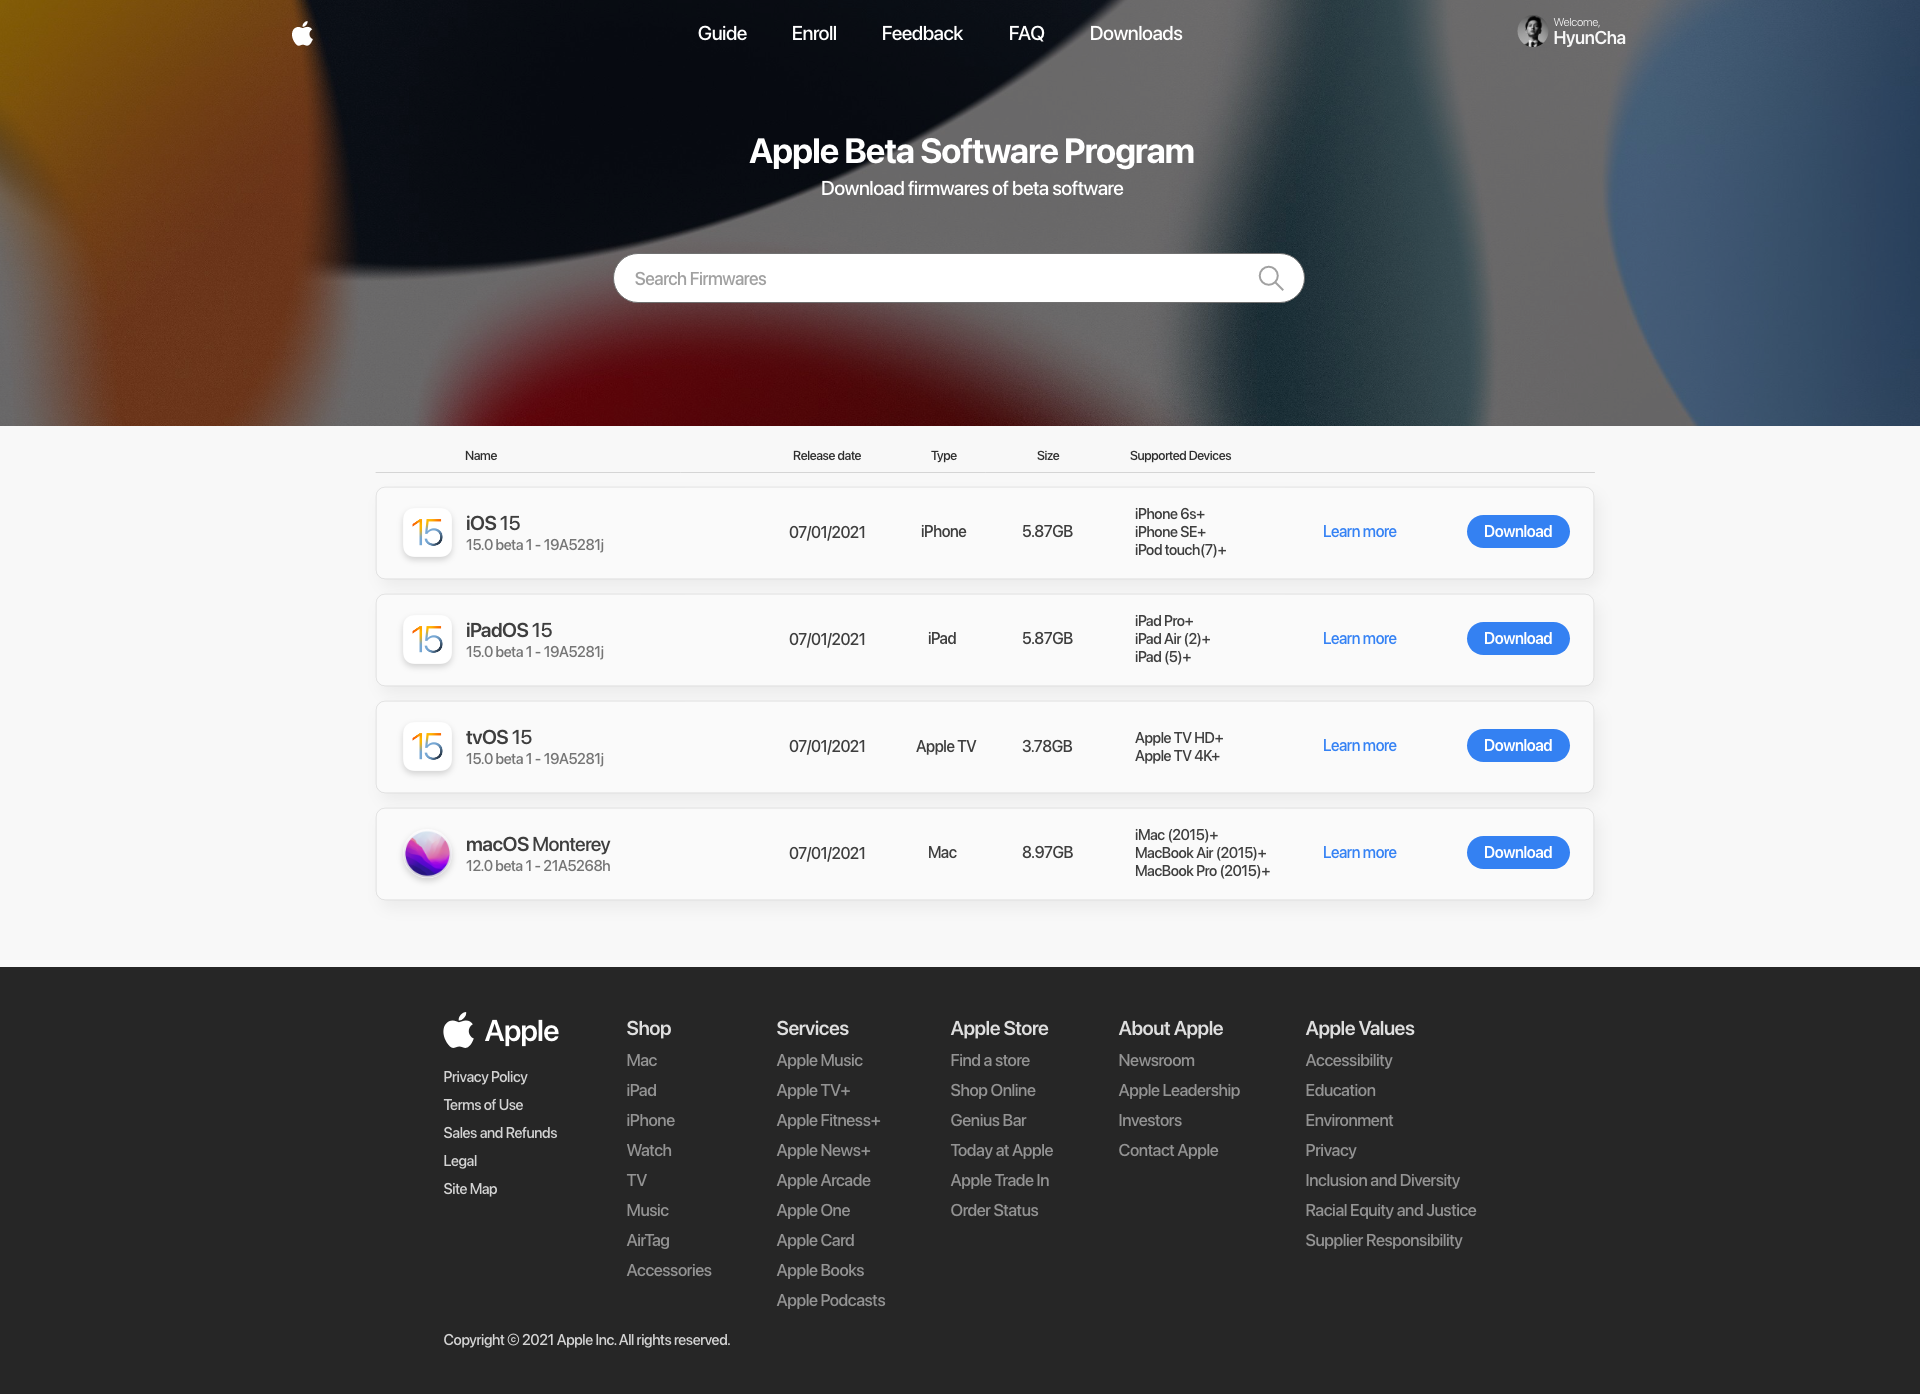 Guide Enroll Feedback FAQ Downloads
Welcome,
HyunCha
Apple Beta Software Program
Download firmwares of beta software
Search Firmwares
Name Release date Type Size Supported Devices
15
iOS 15
15.0 beta 1 - 19A5281j
07/01/2021
iPhone
5.87GB
iPhone 6s+
iPhone SE+
iPod touch(7)+
Learn more
Download
15
iPadOS 15
15.0 beta 1 - 19A5281j
07/01/2021
iPad
5.87GB
iPad Pro+
iPad Air (2)+
iPad (5)+
Learn more
Download
15
tvOS 15
15.0 beta 1 - 19A5281j
07/01/2021
Apple TV
3.78GB
Apple TV HD+
Apple TV 4K+
Learn more
Download
macOS Monterey
12.0 beta 1 - 21A5268h
07/01/2021
Mac
8.97GB
iMac (2015)+
MacBook Air (2015)+
MacBook Pro (2015)+
Learn more
Download
Apple
Privacy Policy
Terms of Use
Sales and Refunds
Legal
Site Map
Shop
Mac
iPad
iPhone
Watch
TV
Music
AirTag
Accessories
Services
Apple Music
Apple TV+
Apple Fitness+
Apple News+
Apple Arcade
Apple One
Apple Card
Apple Books
Apple Podcasts
Apple Store
Find a store
Shop Online
Genius Bar
Today at Apple
Apple Trade In
Order Status
About Apple
Newsroom
Apple Leadership
Investors
Contact Apple
Apple Values
Accessibility
Education
Environment
Privacy
Inclusion and Diversity
Racial Equity and Justice
Supplier Responsibility
Copyright © 2021 Apple Inc. All rights reserved.